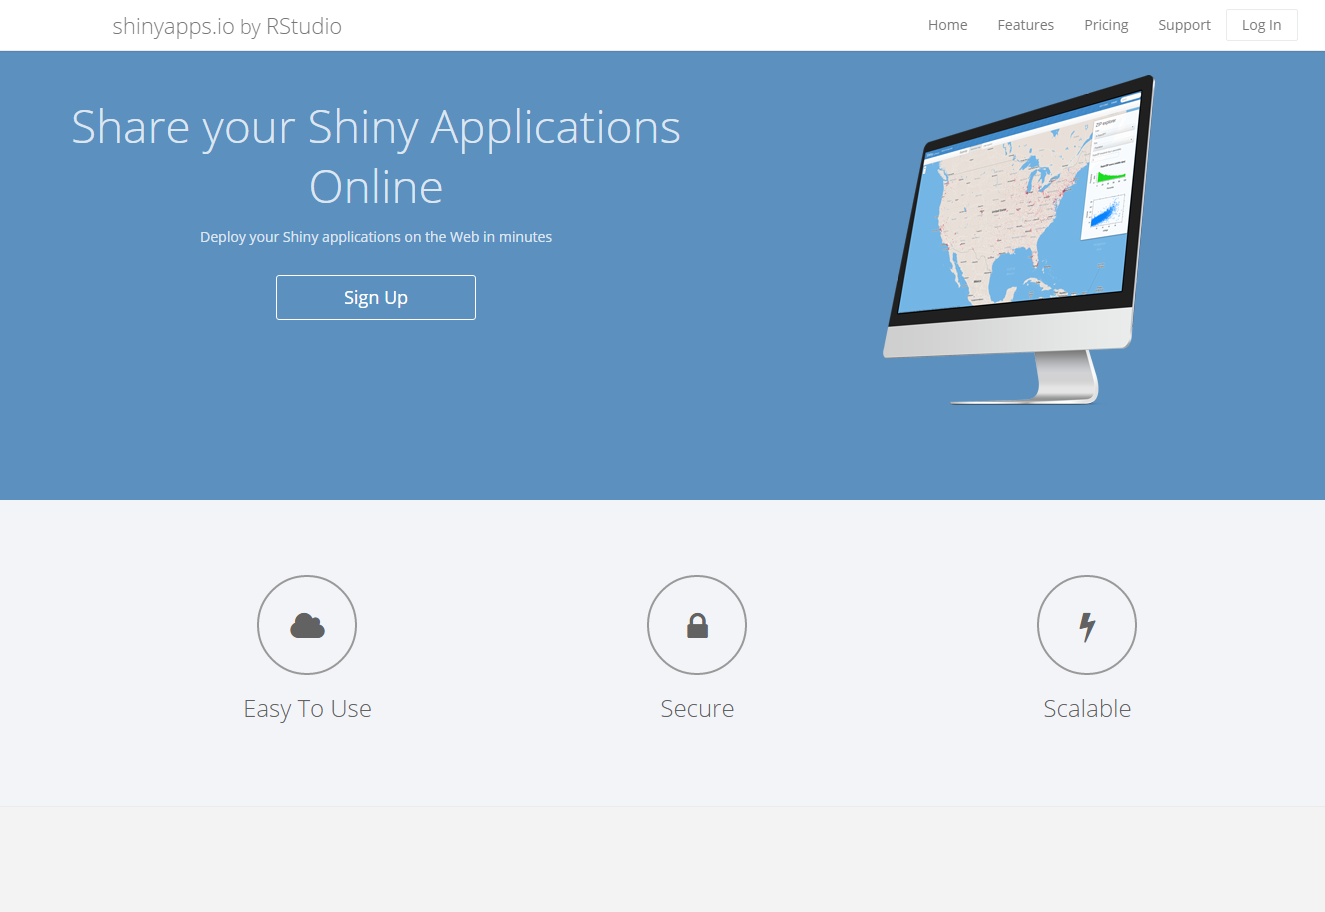 shinyapps.io by RStudio
Home Features Pricing Support Log In
Share your Shiny Applications
Online
Deploy your Shiny applications on the Web in minutes
Sign Up
Easy To Use Secure Scalable